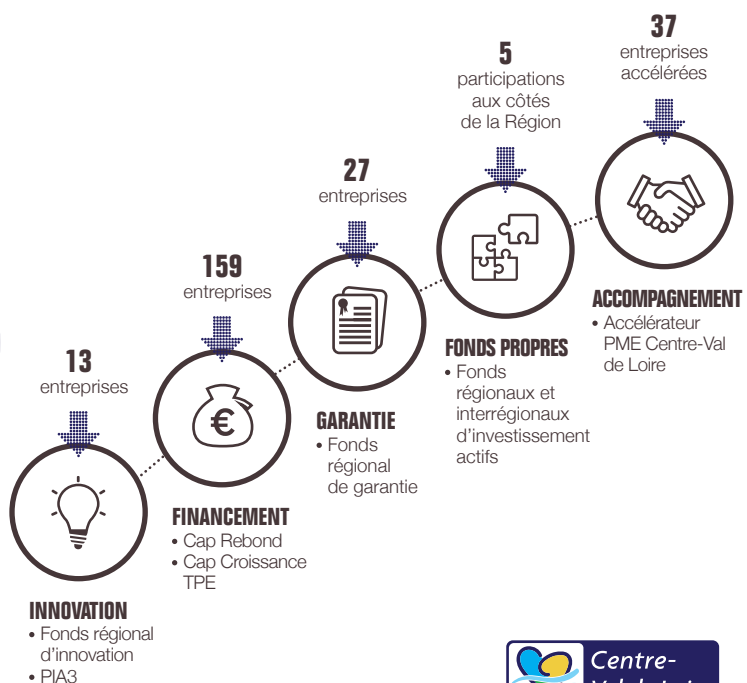 37
entreprises
accélérées
5
participations
aux côtés
de la Région
27
entreprises
159
entreprises
13
entreprises
ACCOMPAGNEMENT
• Accélérateur
PME Centre-Val
de Loire
FONDS PROPRES
• Fonds
régionaux et
interrégionaux
d'investissement
actifs
GARANTIE
• Fonds
régional
de garantie
€
FINANCEMENT
• Cap Rebond
• Cap Croissance
TPE
INNOVATION
• Fonds régional
d'innovation
• PIA3
Centre-